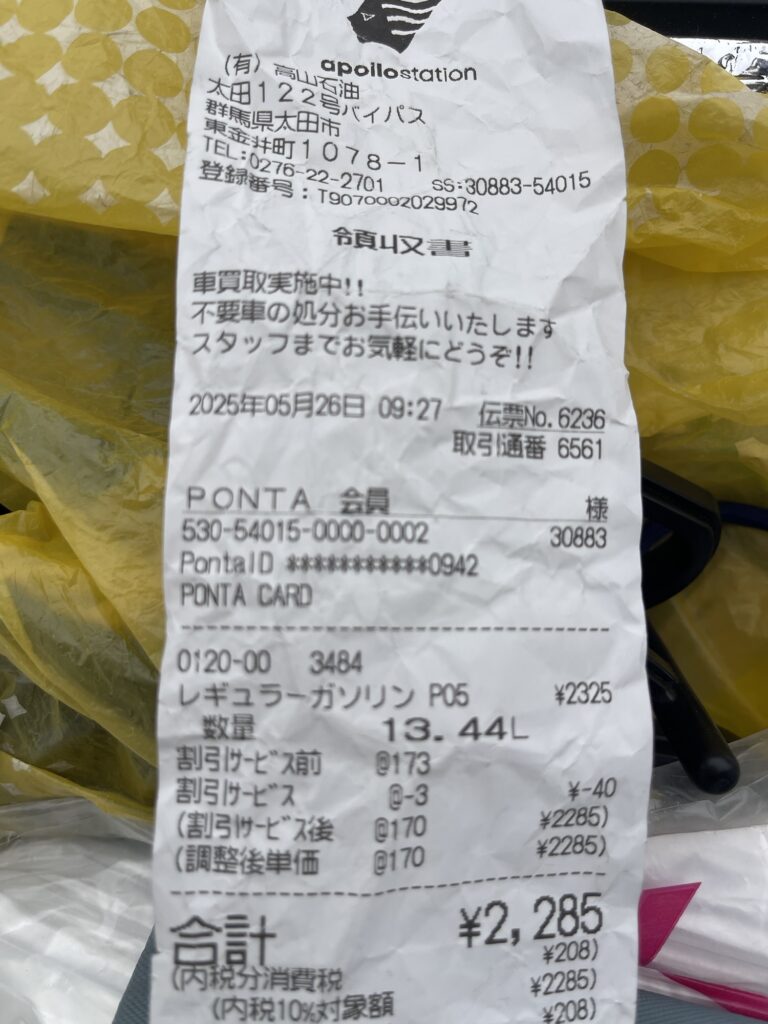 apollostation
(有) 高山石油
太田122号バイパス
群馬県太田市
東金井町1078-1
TEL:0276-22-2701 SS:30883-54015
登録番号:T9070002029972
領収書
車買取実施中!!
不要車の処分お手伝いいたします
スタッフまでお気軽にどうぞ!!
2025年05月26日 09:27 伝票No.6236
取引通番 6561
PONTA 会員 様
530-54015-0000-0002 30883
PontaID ***********0942
PONTA CARD
0120-00 3484
レギュラーガソリン P05 ¥2325
数量 13.44L
割引サービス前 @173
割引サービス @-3 ¥-40
(割引サービス後 @170 ¥2285)
(調整後単価 @170 ¥2285)
合計 ¥2,285
(内税分消費税 ¥208)
(内税10%対象額 ¥2285)
¥208)